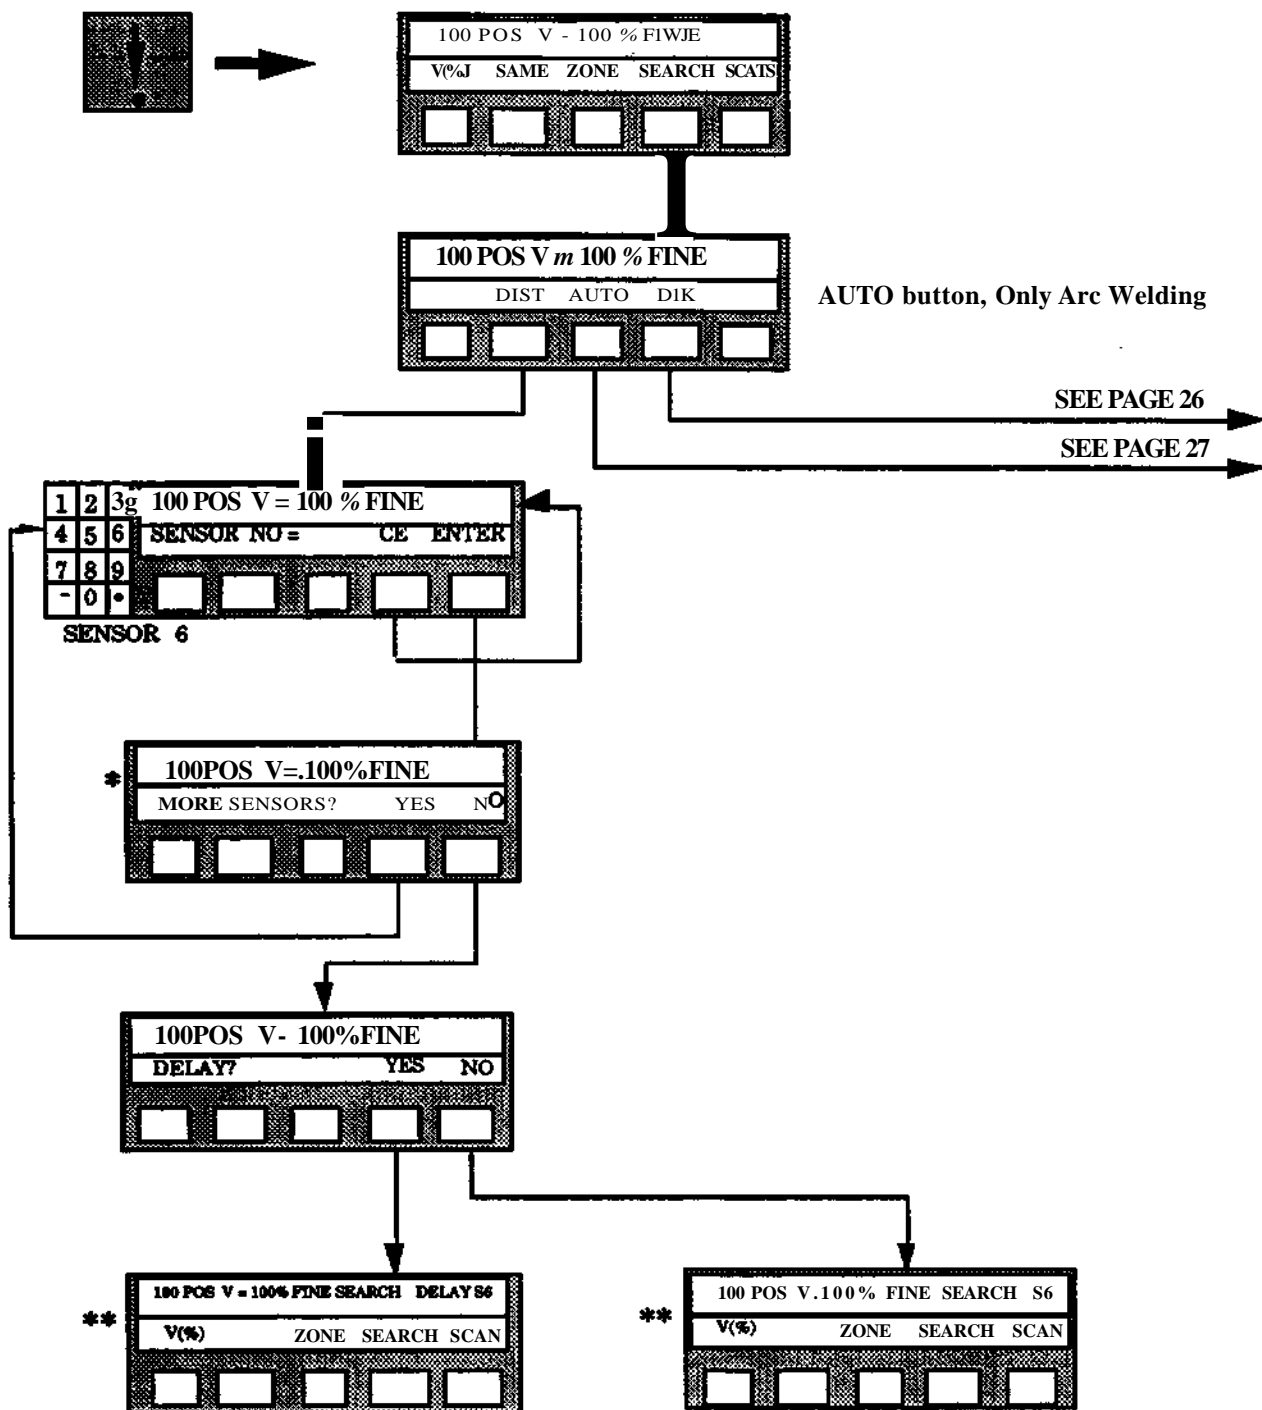 100 POS V - 100 % F1WJE
V(%J SAME ZONE SEARCH SCATS
100 POS V m 100 % FINE
DIST AUTO D1K
AUTO button, Only Arc Welding
SEE PAGE 26
SEE PAGE 27
1 2 3g 100 POS V = 100 % FINE
4 5 6 SENSOR NO = CE ENTER
7 8 9
- 0 •
SENSOR 6
* 100POS V=.100%FINE
MORE SENSORS? YES NO
100POS V- 100%FINE
DELAY? YES NO
100 POS V = 100% FINE SEARCH DELAY S6
** V(%) ZONE SEARCH SCAN
100 POS V.100% FINE SEARCH S6
** V(%) ZONE SEARCH SCAN